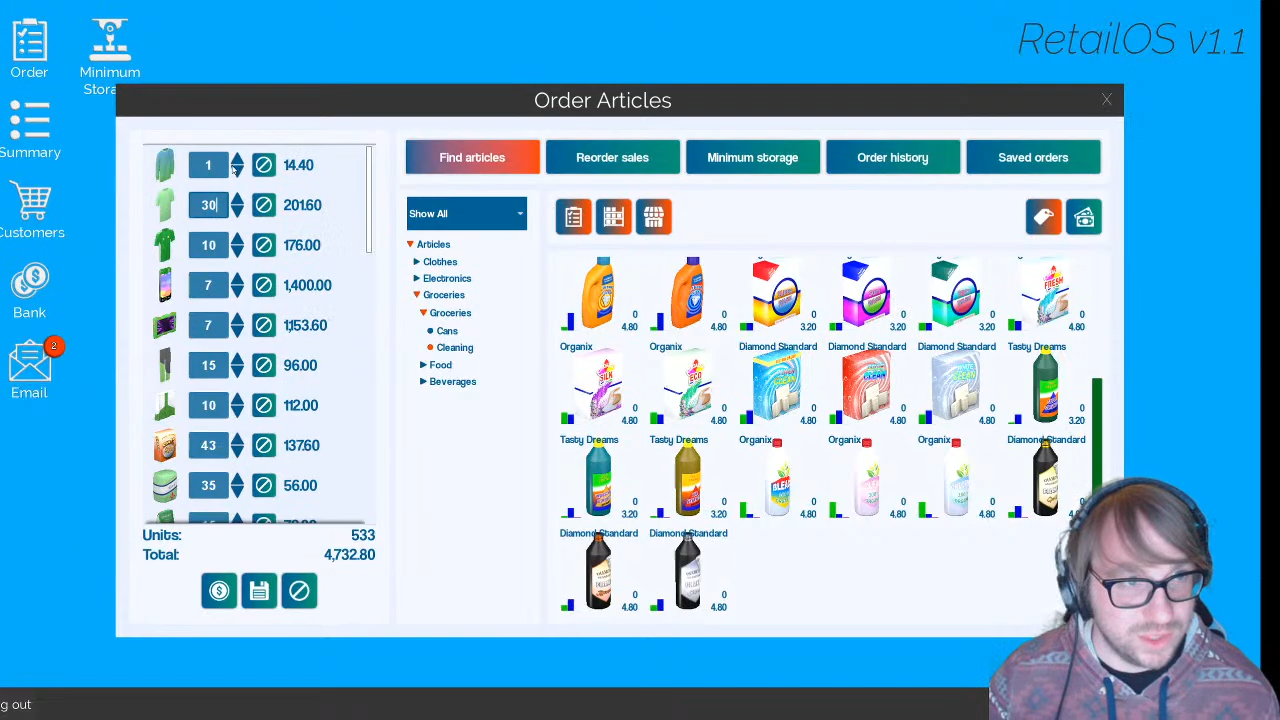 RetailOS v1.1
Order
Minimum
Stora
Summary
Customers
Bank
2
Email
Order Articles
X
1 14.40
30 201.60
10 176.00
7 1,400.00
7 1,153.60
15 96.00
10 112.00
43 137.60
35 56.00
Units: 533
Total: 4,732.80
Find articles
Reorder sales
Minimum storage
Order history
Saved orders
Show All
Articles
Clothes
Electronics
Groceries
Groceries
Cans
Cleaning
Food
Beverages
0 0 0 0 0 0
4.80 4.80 3.20 3.20 3.20 4.80
Organix Organix Diamond Standard Diamond Standard Diamond Standard Tasty Dreams
0 0 0 0 0 0
4.80 4.80 4.80 4.80 4.80 3.20
Tasty Dreams Tasty Dreams Organix Organix Organix Diamond Standard
0 0 0 0 0 0
3.20 3.20 4.80 4.80 4.80 4.80
Diamond Standard Diamond Standard
0 0
4.80 4.80
g out